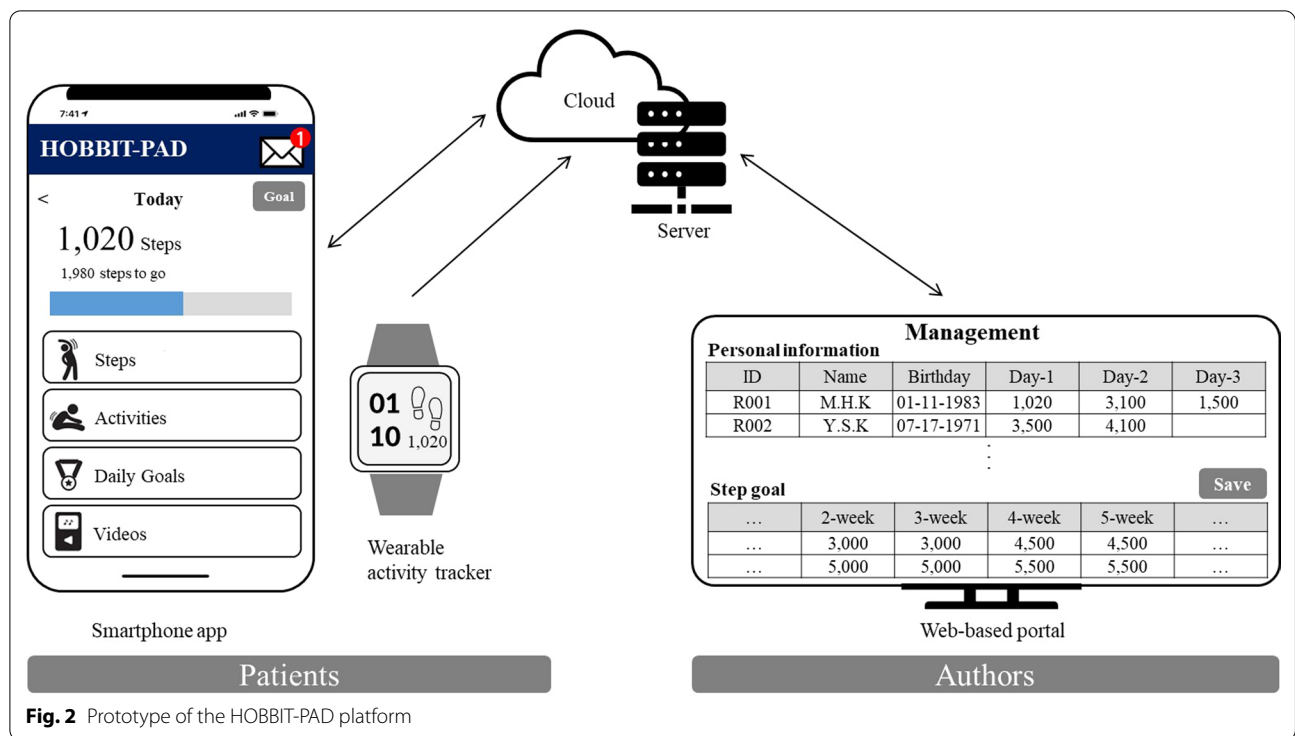 Cloud
Server
7:41
HOBBIT-PAD
1
<
Today
Goal
1,020 Steps
1,980 steps to go
Steps
Activities
Daily Goals
Videos
Smartphone app
01
10 1,020
Wearable
activity tracker
Patients
Management
Personal information
ID Name Birthday Day-1 Day-2 Day-3
R001 M.H.K 01-11-1983 1,020 3,100 1,500
R002 Y.S.K 07-17-1971 3,500 4,100
⋮
Step goal
Save
... 2-week 3-week 4-week 5-week ...
... 3,000 3,000 4,500 4,500 ...
... 5,000 5,000 5,500 5,500 ...
Web-based portal
Authors
Fig. 2 Prototype of the HOBBIT-PAD platform